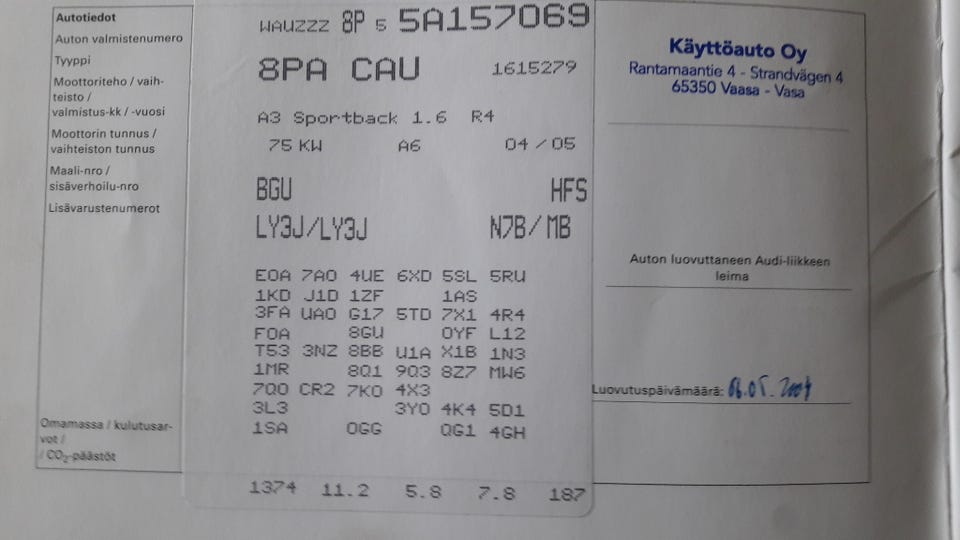 Autotiedot
Auton valmistenumero
Tyyppi
Moottoriteho / vaih-
teisto /
valmistus-kk / -vuosi
Moottorin tunnus /
vaihteiston tunnus
Maali-nro /
sisäverhoilu-nro
Lisävarustenumerot
Omamassa / kulutusar-
vot /
/ CO2-päästöt
WAUZZZ 8P 5 5A157069
8PA CAU 1615279
A3 Sportback 1.6 R4
75 KW A6 04 / 05
BGU HFS
LY3J/LY3J N7B/ MB
E0A 7A0 4UE 6XD 5SL 5RU
1KD J1D 1ZF 1AS
3FA UA0 G17 5TD 7X1 4R4
F0A 8GU 0YF L12
T53 3NZ 8BB U1A X1B 1N3
1MR 8Q1 9Q3 8Z7 MW6
7Q0 CR2 7K0 4X3
3L3 3Y0 4K4 5D1
1SA 0GG QG1 4GH
1374 11.2 5.8 7.8 187
Käyttöauto Oy
Rantamaantie 4 - Strandvägen 4
65350 Vaasa - Vasa
Auton luovuttaneen Audi-liikkeen
leima
Luovutuspäivämäärä: